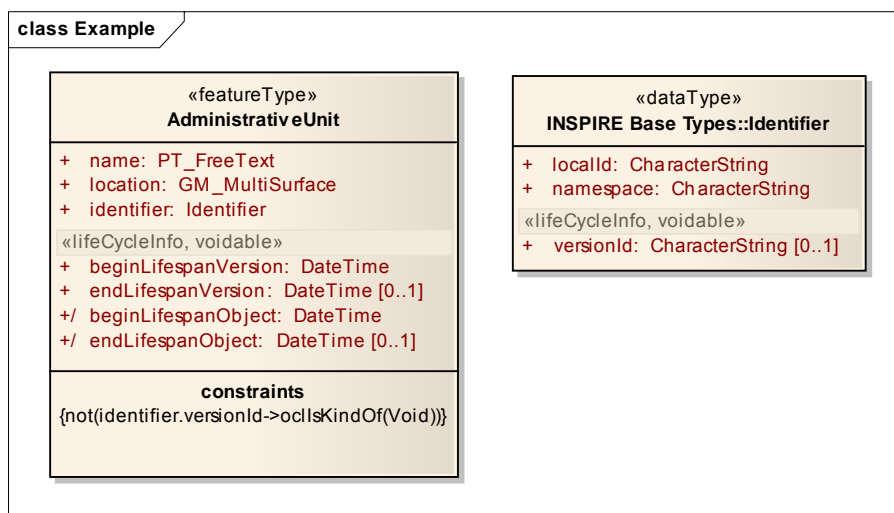 class Example
«featureType»
AdministrativeUnit
+ name: PT_FreeText
+ location: GM_MultiSurface
+ identifier: Identifier
«lifeCycleInfo, voidable»
+ beginLifespanVersion: DateTime
+ endLifespanVersion: DateTime [0..1]
+/ beginLifespanObject: DateTime
+/ endLifespanObject: DateTime [0..1]
constraints
{not(identifier.versionId->oclIsKindOf(Void))}
«dataType»
INSPIRE Base Types::Identifier
+ localId: CharacterString
+ namespace: CharacterString
«lifeCycleInfo, voidable»
+ versionId: CharacterString [0..1]